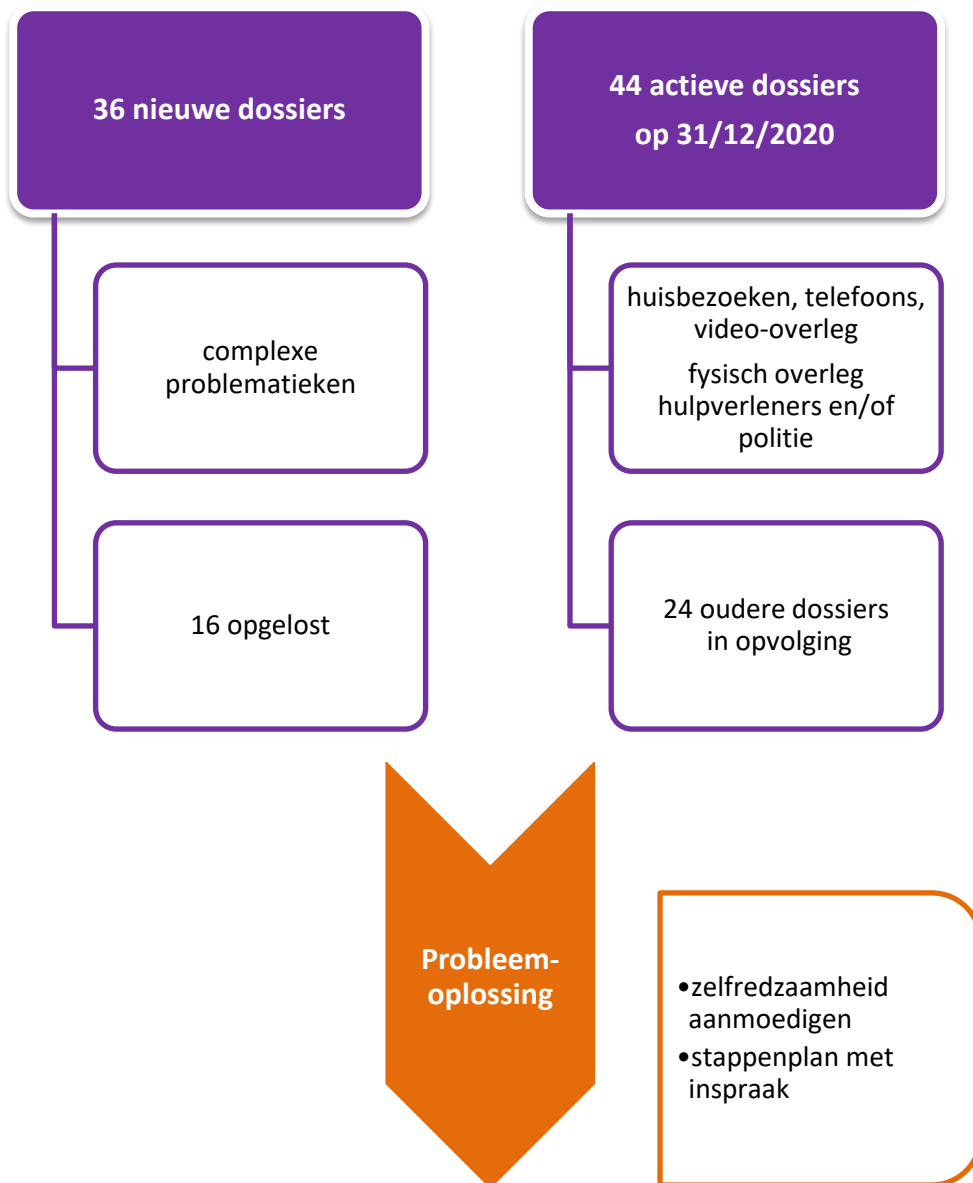 36 nieuwe dossiers
44 actieve dossiers
op 31/12/2020
complexe
problematieken
huisbezoeken, telefoons,
video-overleg
fysisch overleg
hulpverleners en/of
politie
16 opgelost
24 oudere dossiers
in opvolging
Probleem-
oplossing
•zelfredzaamheid
aanmoedigen
•stappenplan met
inspraak